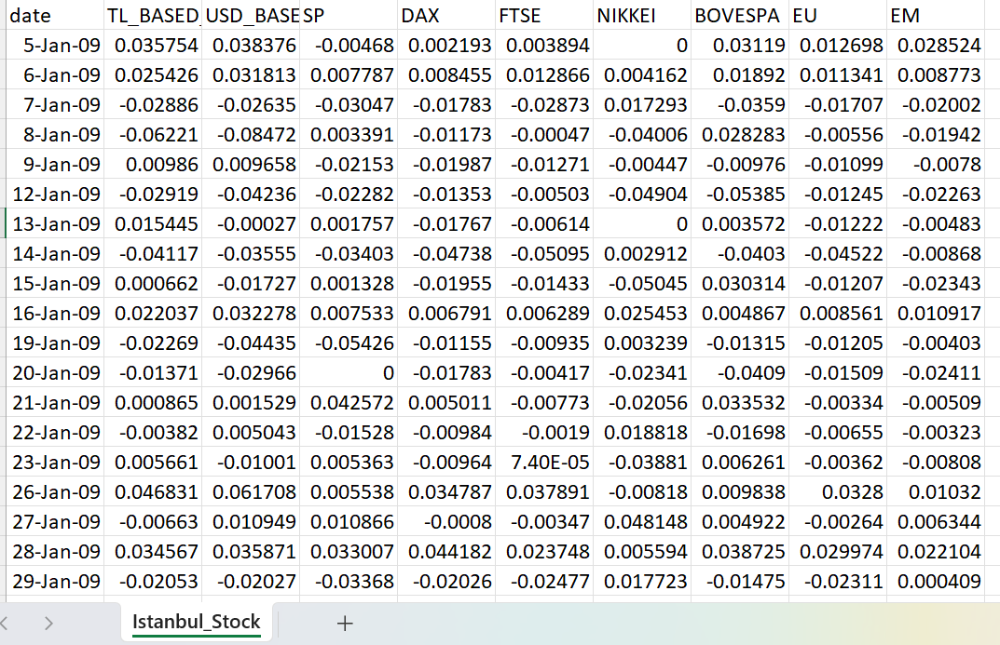 date TL_BASED USD_BASE SP DAX FTSE NIKKEI BOVESPA EU EM
5-Jan-09 0.035754 0.038376 -0.00468 0.002193 0.003894 0 0.03119 0.012698 0.028524
6-Jan-09 0.025426 0.031813 0.007787 0.008455 0.012866 0.004162 0.01892 0.011341 0.008773
7-Jan-09 -0.02886 -0.02635 -0.03047 -0.01783 -0.02873 0.017293 -0.0359 -0.01707 -0.02002
8-Jan-09 -0.06221 -0.08472 0.003391 -0.01173 -0.00047 -0.04006 0.028283 -0.00556 -0.01942
9-Jan-09 0.00986 0.009658 -0.02153 -0.01987 -0.01271 -0.00447 -0.00976 -0.01099 -0.0078
12-Jan-09 -0.02919 -0.04236 -0.02282 -0.01353 -0.00503 -0.04904 -0.05385 -0.01245 -0.02263
13-Jan-09 0.015445 -0.00027 0.001757 -0.01767 -0.00614 0 0.003572 -0.01222 -0.00483
14-Jan-09 -0.04117 -0.03555 -0.03403 -0.04738 -0.05095 0.002912 -0.0403 -0.04522 -0.00868
15-Jan-09 0.000662 -0.01727 0.001328 -0.01955 -0.01433 -0.05045 0.030314 -0.01207 -0.02343
16-Jan-09 0.022037 0.032278 0.007533 0.006791 0.006289 0.025453 0.004867 0.008561 0.010917
19-Jan-09 -0.02269 -0.04435 -0.05426 -0.01155 -0.00935 0.003239 -0.01315 -0.01205 -0.00403
20-Jan-09 -0.01371 -0.02966 0 -0.01783 -0.00417 -0.02341 -0.0409 -0.01509 -0.02411
21-Jan-09 0.000865 0.001529 0.042572 0.005011 -0.00773 -0.02056 0.033532 -0.00334 -0.00509
22-Jan-09 -0.00382 0.005043 -0.01528 -0.00984 -0.0019 0.018818 -0.01698 -0.00655 -0.00323
23-Jan-09 0.005661 -0.01001 0.005363 -0.00964 7.40E-05 -0.03881 0.006261 -0.00362 -0.00808
26-Jan-09 0.046831 0.061708 0.005538 0.034787 0.037891 -0.00818 0.009838 0.0328 0.01032
27-Jan-09 -0.00663 0.010949 0.010866 -0.0008 -0.00347 0.048148 0.004922 -0.00264 0.006344
28-Jan-09 0.034567 0.035871 0.033007 0.044182 0.023748 0.005594 0.038725 0.029974 0.022104
29-Jan-09 -0.02053 -0.02027 -0.03368 -0.02026 -0.02477 0.017723 -0.01475 -0.02311 0.000409
Istanbul_Stock